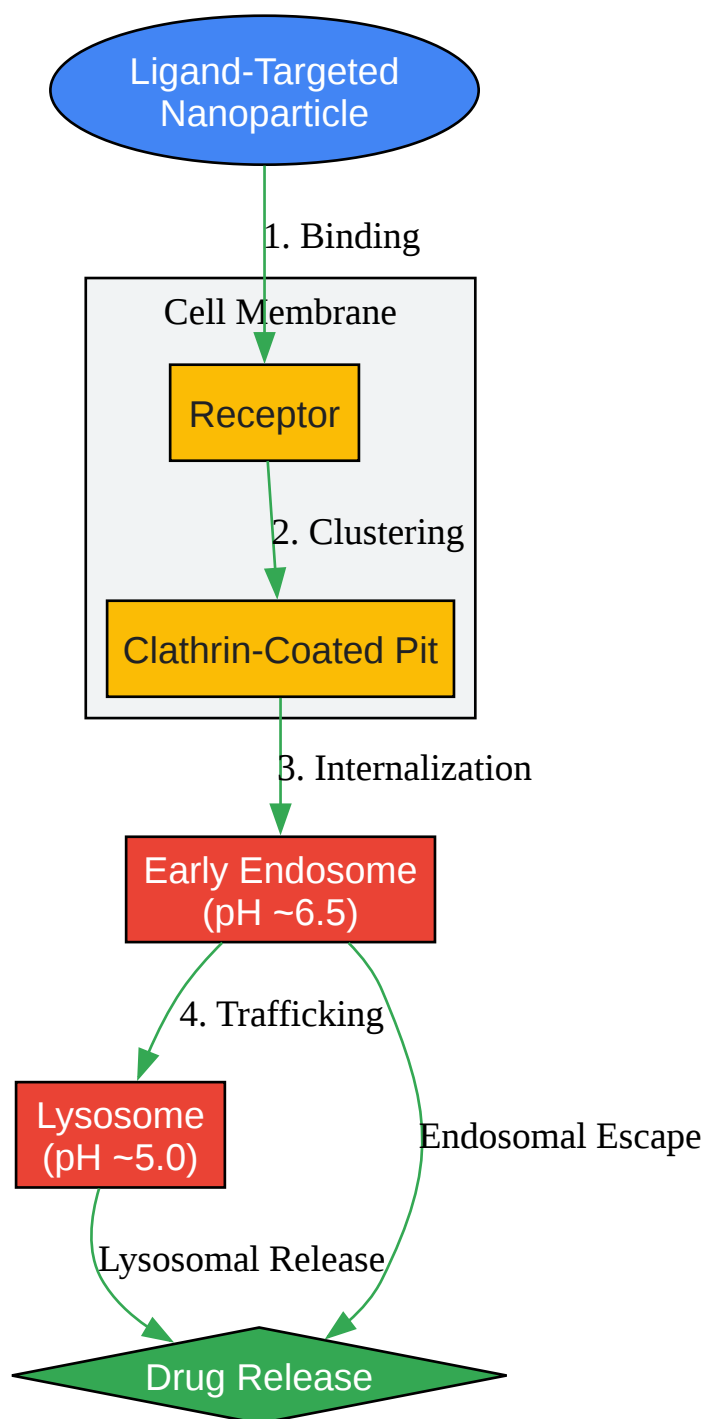 Ligand-Targeted
Nanoparticle
1. Binding
Cell Membrane
Receptor
2. Clustering
Clathrin-Coated Pit
3. Internalization
Early Endosome
(pH ~6.5)
4. Trafficking
Lysosome
(pH ~5.0)
Endosomal Escape
Lysosomal Release
Drug Release